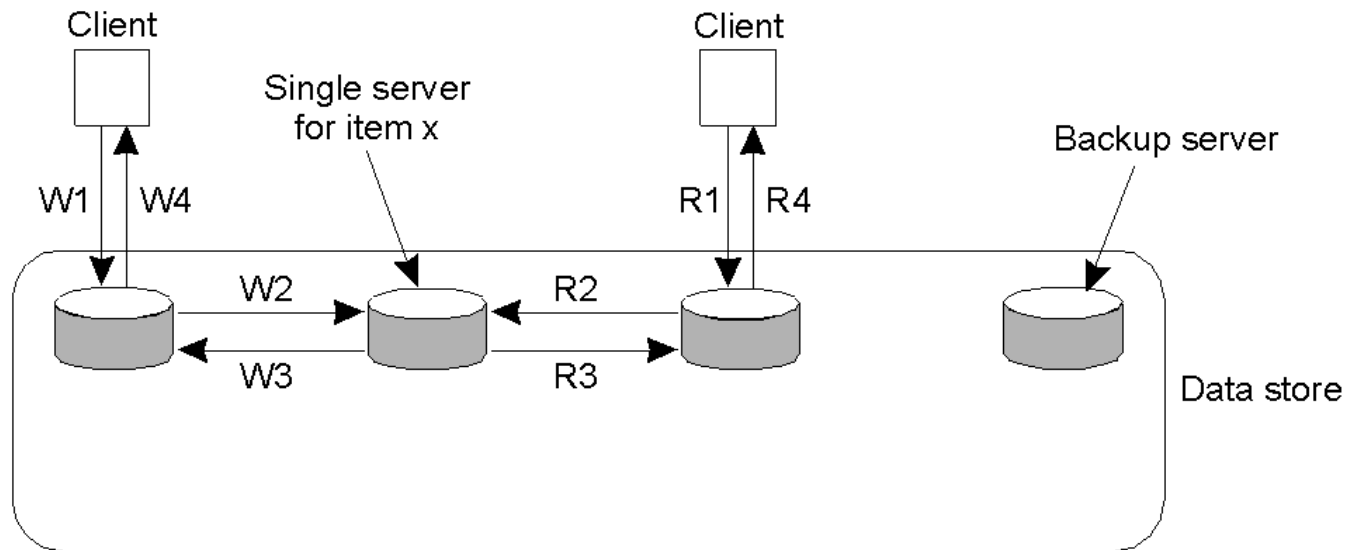 Client
Client
Single server
for item x
Backup server
W1
W4
R1
R4
W2
R2
W3
R3
Data store